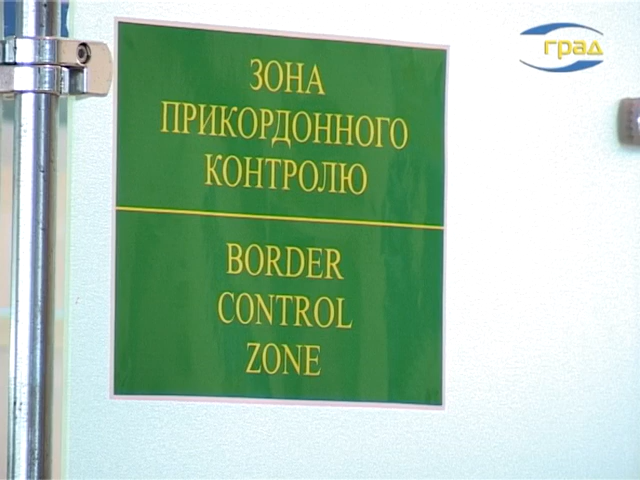 град
ЗОНА
ПРИКОРДОННОГО
КОНТРОЛЮ
BORDER
CONTROL
ZONE